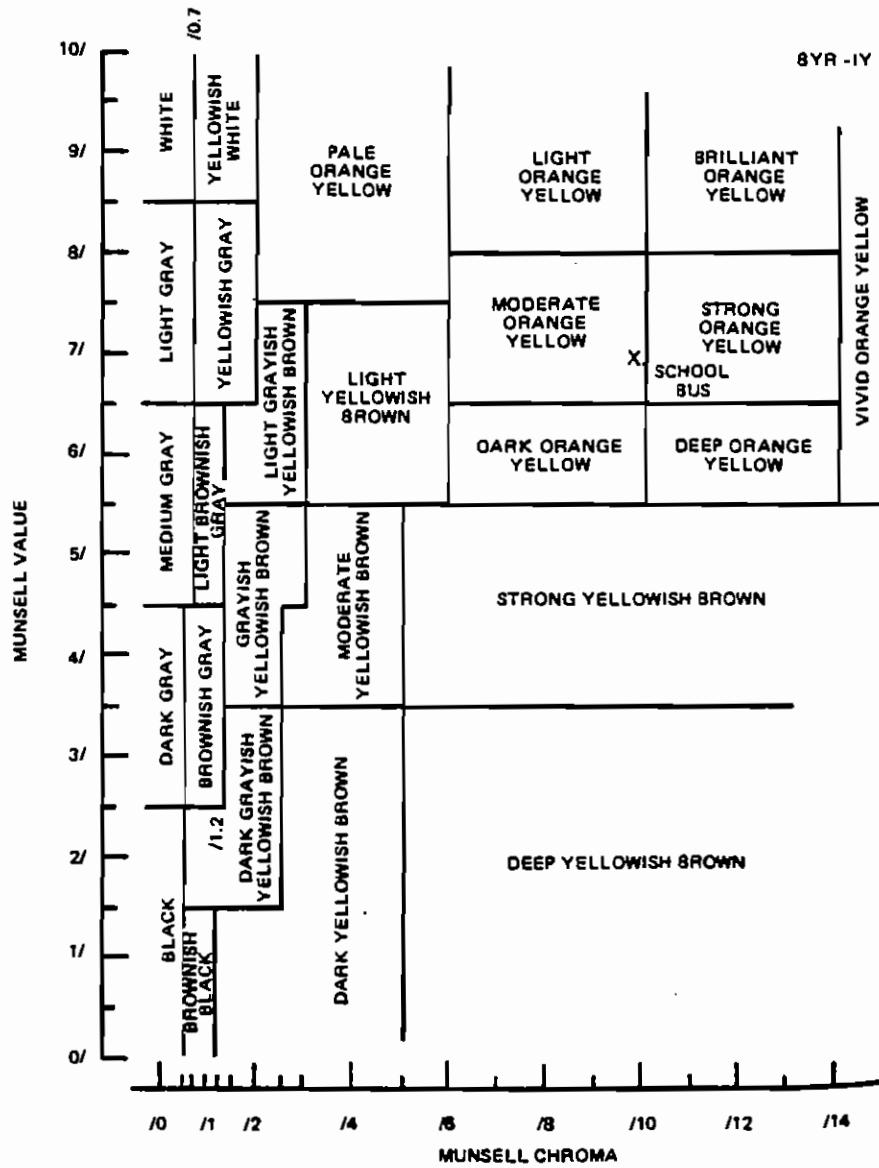 /0.7
8YR -IY
10/
9/
8/
7/
6/
5/
4/
3/
2/
1/
0/
MUNSELL VALUE
WHITE
YELLOWISH
WHITE
PALE
ORANGE
YELLOW
LIGHT
ORANGE
YELLOW
BRILLIANT
ORANGE
YELLOW
LIGHT GRAY
YELLOWISH GRAY
LIGHT GRAYISH
YELLOWISH BROWN
LIGHT
YELLOWISH
BROWN
MODERATE
ORANGE
YELLOW
STRONG
ORANGE
YELLOW
X
SCHOOL
BUS
VIVID ORANGE YELLOW
DARK ORANGE
YELLOW
DEEP ORANGE
YELLOW
MEDIUM GRAY
LIGHT BROWNISH
GRAY
GRAYISH
YELLOWISH BROWN
MODERATE
YELLOWISH BROWN
STRONG YELLOWISH BROWN
DARK GRAY
BROWNISH GRAY
/1.2
DARK GRAYISH
YELLOWISH BROWN
DARK YELLOWISH BROWN
DEEP YELLOWISH BROWN
BLACK
BROWNISH
BLACK
/0
/1
/2
/4
/6
/8
/10
/12
/14
MUNSELL CHROMA